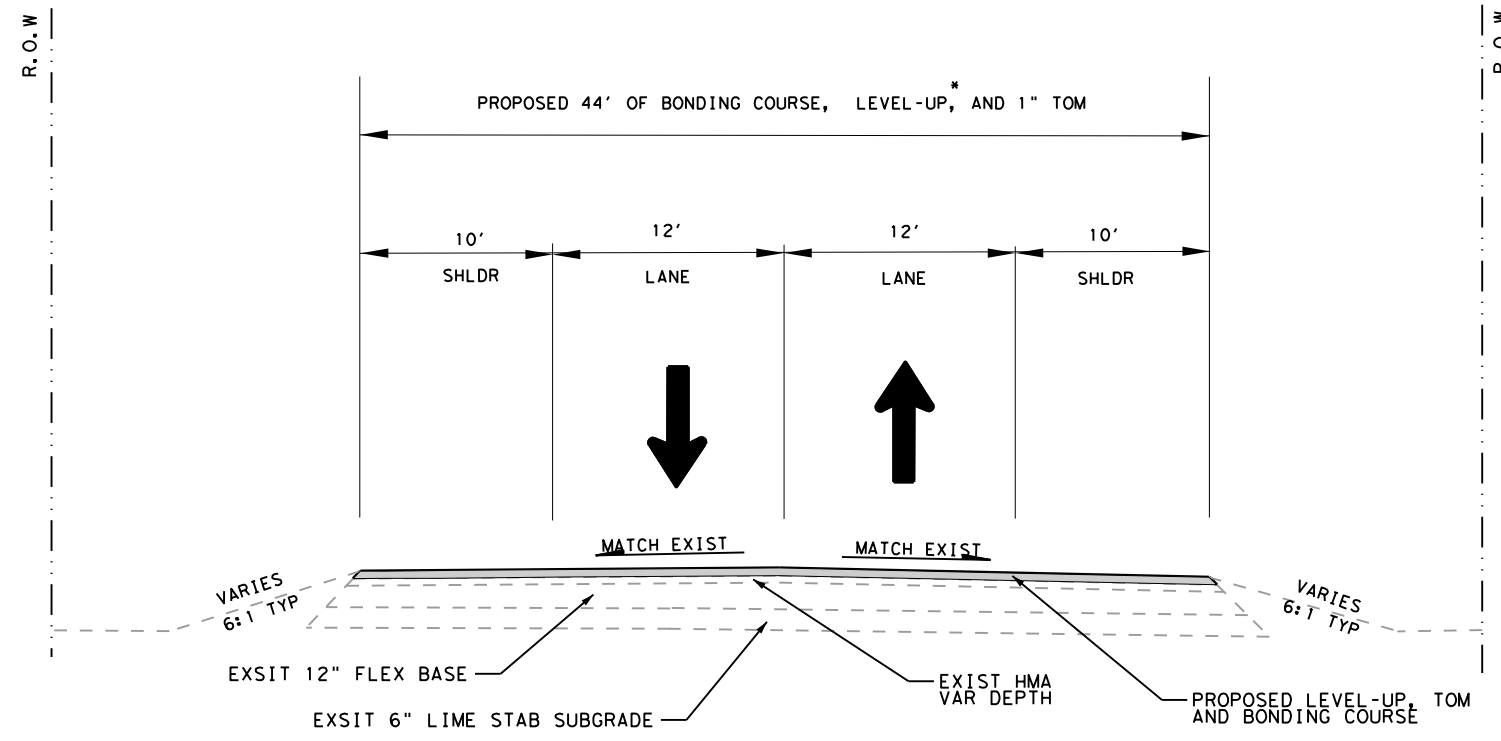 R.O.W
R.O.W
*
PROPOSED 44' OF BONDING COURSE, LEVEL-UP, AND 1" TOM
10'
12'
12'
10'
SHLDR
LANE
LANE
SHLDR
MATCH EXIST
MATCH EXIST
VARIES
6:1 TYP
VARIES
6:1 TYP
EXSIT 12" FLEX BASE
EXSIT 6" LIME STAB SUBGRADE
EXIST HMA
VAR DEPTH
PROPOSED LEVEL-UP, TOM
AND BONDING COURSE